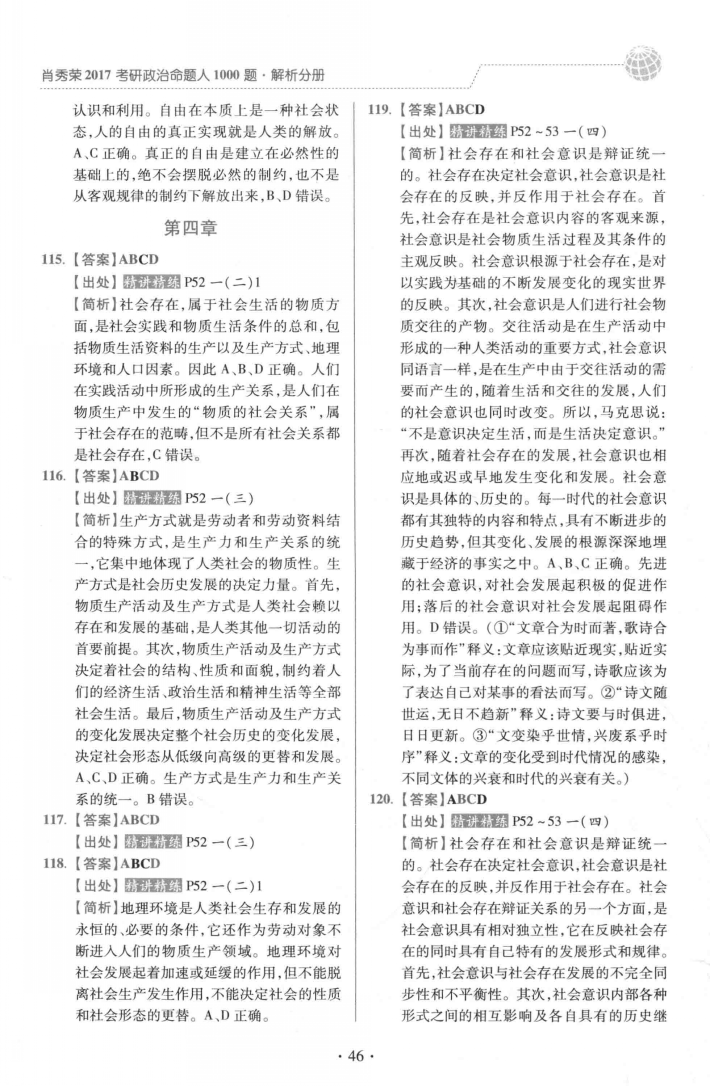 肖秀荣 2017 考研政治命题人 1000 题·解析分册
认识和利用。自由在本质上是一种社会状
态,人的自由的真正实现就是人类的解放。
A、C 正确。真正的自由是建立在必然性的
基础上的,绝不会摆脱必然的制约,也不是
从客观规律的制约下解放出来,B、D 错误。
第四章
115. 【答案】ABCD
【出处】精讲精练 P52 一(二)1
【简析】社会存在,属于社会生活的物质方
面,是社会实践和物质生活条件的总和,包
括物质生活资料的生产以及生产方式、地理
环境和人口因素。因此 A、B、D 正确。人们
在实践活动中所形成的生产关系,是人们在
物质生产中发生的“物质的社会关系”,属
于社会存在的范畴,但不是所有社会关系都
是社会存在,C 错误。
116. 【答案】ABCD
【出处】精讲精练 P52 一(三)
【简析】生产方式就是劳动者和劳动资料结
合的特殊方式,是生产力和生产关系的统
一,它集中地体现了人类社会的物质性。生
产方式是社会历史发展的决定力量。首先,
物质生产活动及生产方式是人类社会赖以
存在和发展的基础,是人类其他一切活动的
首要前提。其次,物质生产活动及生产方式
决定着社会的结构、性质和面貌,制约着人
们的经济生活、政治生活和精神生活等全部
社会生活。最后,物质生产活动及生产方式
的变化发展决定整个社会历史的变化发展,
决定社会形态从低级向高级的更替和发展。
A、C、D 正确。生产方式是生产力和生产关
系的统一。B 错误。
117. 【答案】ABCD
【出处】精讲精练 P52 一(三)
118. 【答案】ABCD
【出处】精讲精练 P52 一(二)1
【简析】地理环境是人类社会生存和发展的
永恒的、必要的条件,它还作为劳动对象不
断进入人们的物质生产领域。地理环境对
社会发展起着加速或延缓的作用,但不能脱
离社会生产发生作用,不能决定社会的性质
和社会形态的更替。A、D 正确。
119. 【答案】ABCD
【出处】精讲精练 P52～53 一(四)
【简析】社会存在和社会意识是辩证统一
的。社会存在决定社会意识,社会意识是社
会存在的反映,并反作用于社会存在。首
先,社会存在是社会意识内容的客观来源,
社会意识是社会物质生活过程及其条件的
主观反映。社会意识根源于社会存在,是对
以实践为基础的不断发展变化的现实世界
的反映。其次,社会意识是人们进行社会物
质交往的产物。交往活动是在生产活动中
形成的一种人类活动的重要方式,社会意识
同语言一样,是在生产中由于交往活动的需
要而产生的,随着生活和交往的发展,人们
的社会意识也同时改变。所以,马克思说:
“不是意识决定生活,而是生活决定意识。”
再次,随着社会存在的发展,社会意识也相
应地或迟或早地发生变化和发展。社会意
识是具体的、历史的。每一时代的社会意识
都有其独特的内容和特点,具有不断进步的
历史趋势,但其变化、发展的根源深深地埋
藏于经济的事实之中。A、B、C 正确。先进
的社会意识,对社会发展起积极的促进作
用;落后的社会意识对社会发展起阻碍作
用。D 错误。(①“文章合为时而著,歌诗合
为事而作”释义:文章应该贴近现实,贴近实
际,为了当前存在的问题而写,诗歌应该为
了表达自己对某事的看法而写。②“诗文随
世运,无日不趋新”释义:诗文要与时俱进,
日日更新。③“文变染乎世情,兴废系乎时
序”释义:文章的变化受到时代情况的感染,
不同文体的兴衰和时代的兴衰有关。)
120. 【答案】ABCD
【出处】精讲精练 P52～53 一(四)
【简析】社会存在和社会意识是辩证统一
的。社会存在决定社会意识,社会意识是社
会存在的反映,并反作用于社会存在。社会
意识和社会存在辩证关系的另一个方面,是
社会意识具有相对独立性,它在反映社会存
在的同时具有自己特有的发展形式和规律。
首先,社会意识与社会存在发展的不完全同
步性和不平衡性。其次,社会意识内部各种
形式之间的相互影响及各自具有的历史继
· 46 ·